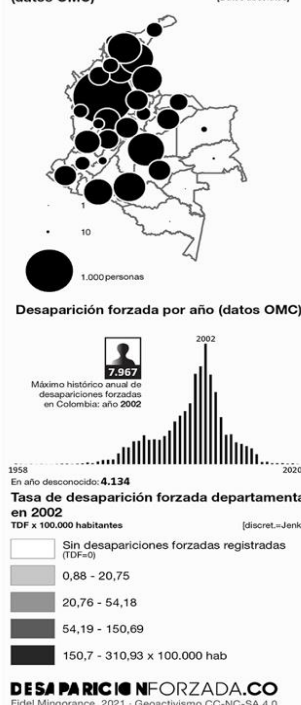 (datos OMC)
1
10
1.000 personas
Desaparición forzada por año (datos OMC)
2002
7.967
Máximo histórico anual de
desapariciones forzadas
en Colombia: año 2002
1958
2020
En año desconocido: 4.134
Tasa de desaparición forzada departamenta
en 2002
TDF x 100.000 habitantes
[discret.=Jenk
Sin desapariciones forzadas registradas
(TDF=0)
0,88 - 20,75
20,76 - 54,18
54,19 - 150,69
150,7 - 310,93 x 100.000 hab
DESAPARICIONFORZADA.CO
Fidel Mingorance, 2021 · Geoactivismo CC-NC-SA 4.0